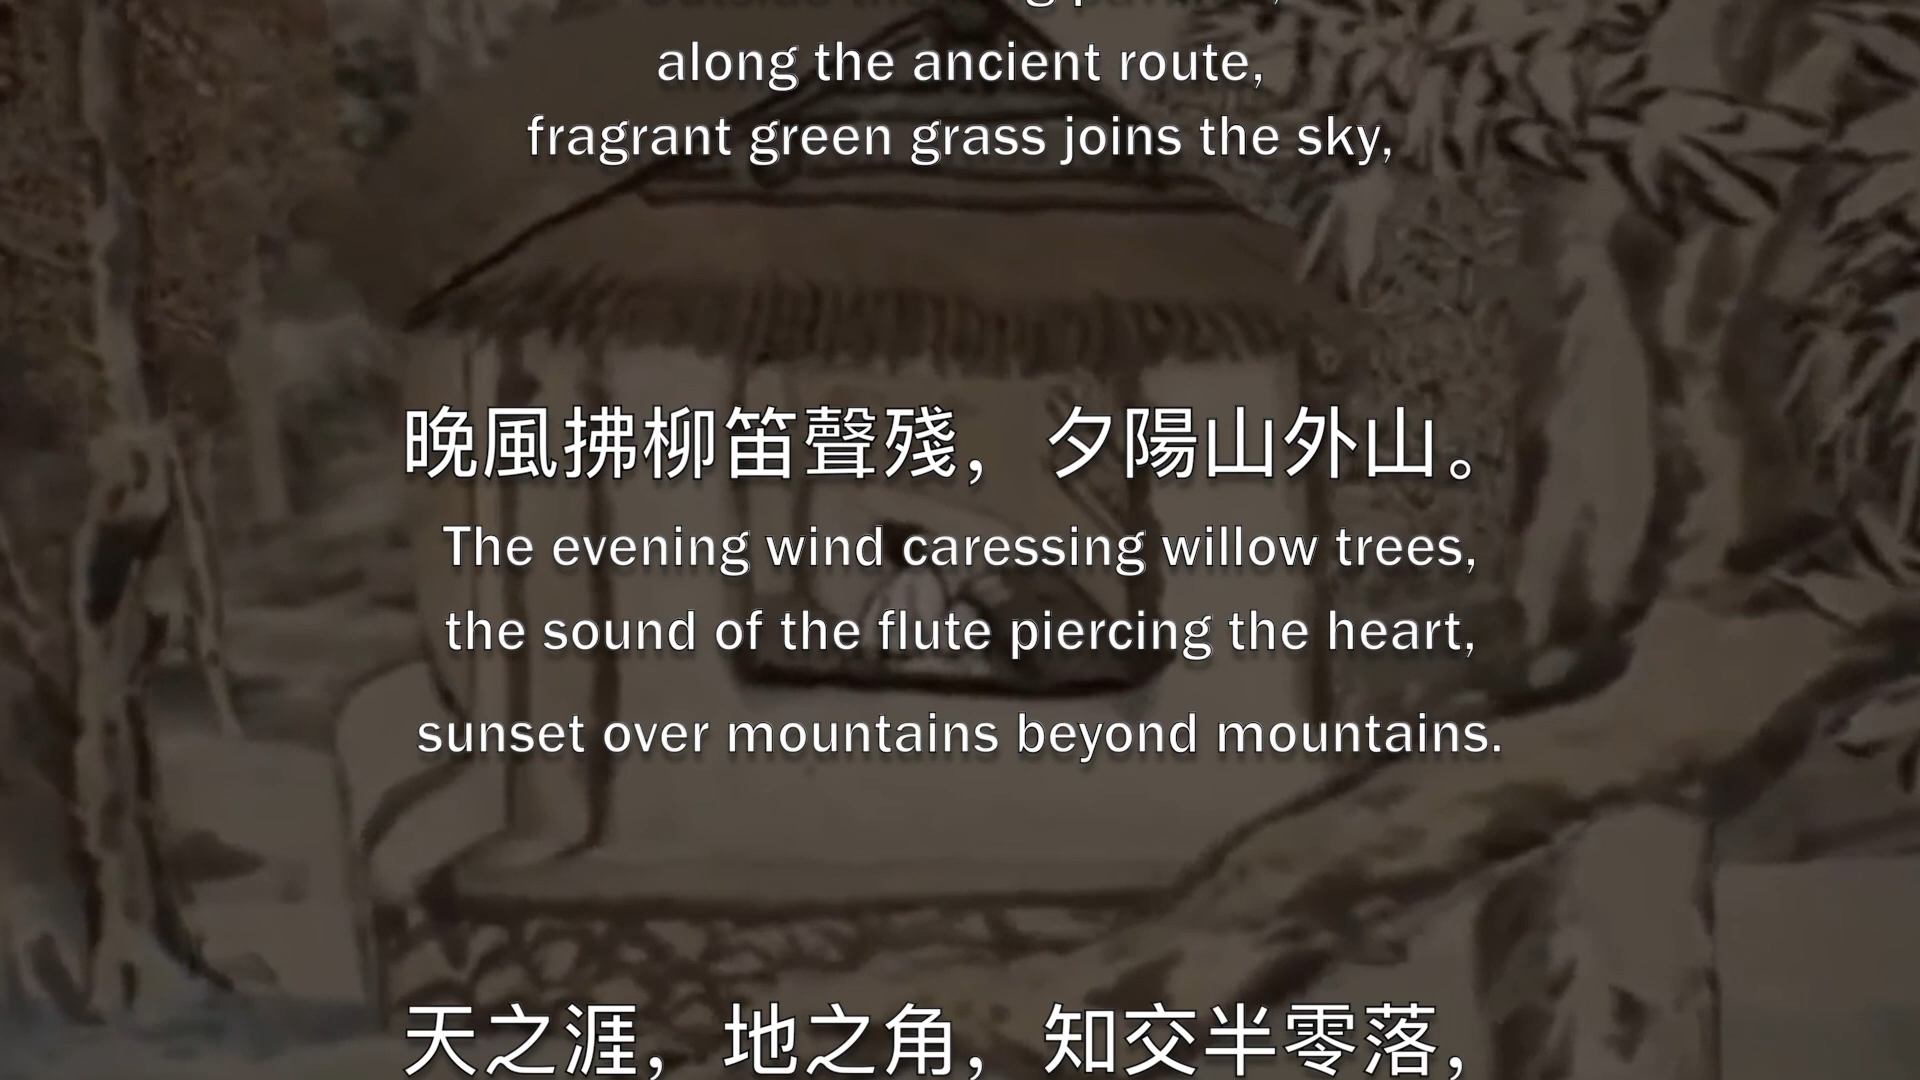 along the ancient route,
fragrant green grass joins the sky,
晚風拂柳笛聲殘，夕陽山外山。
The evening wind caressing willow trees,
the sound of the flute piercing the heart,
sunset over mountains beyond mountains.
天之涯，地之角，知交半零落，